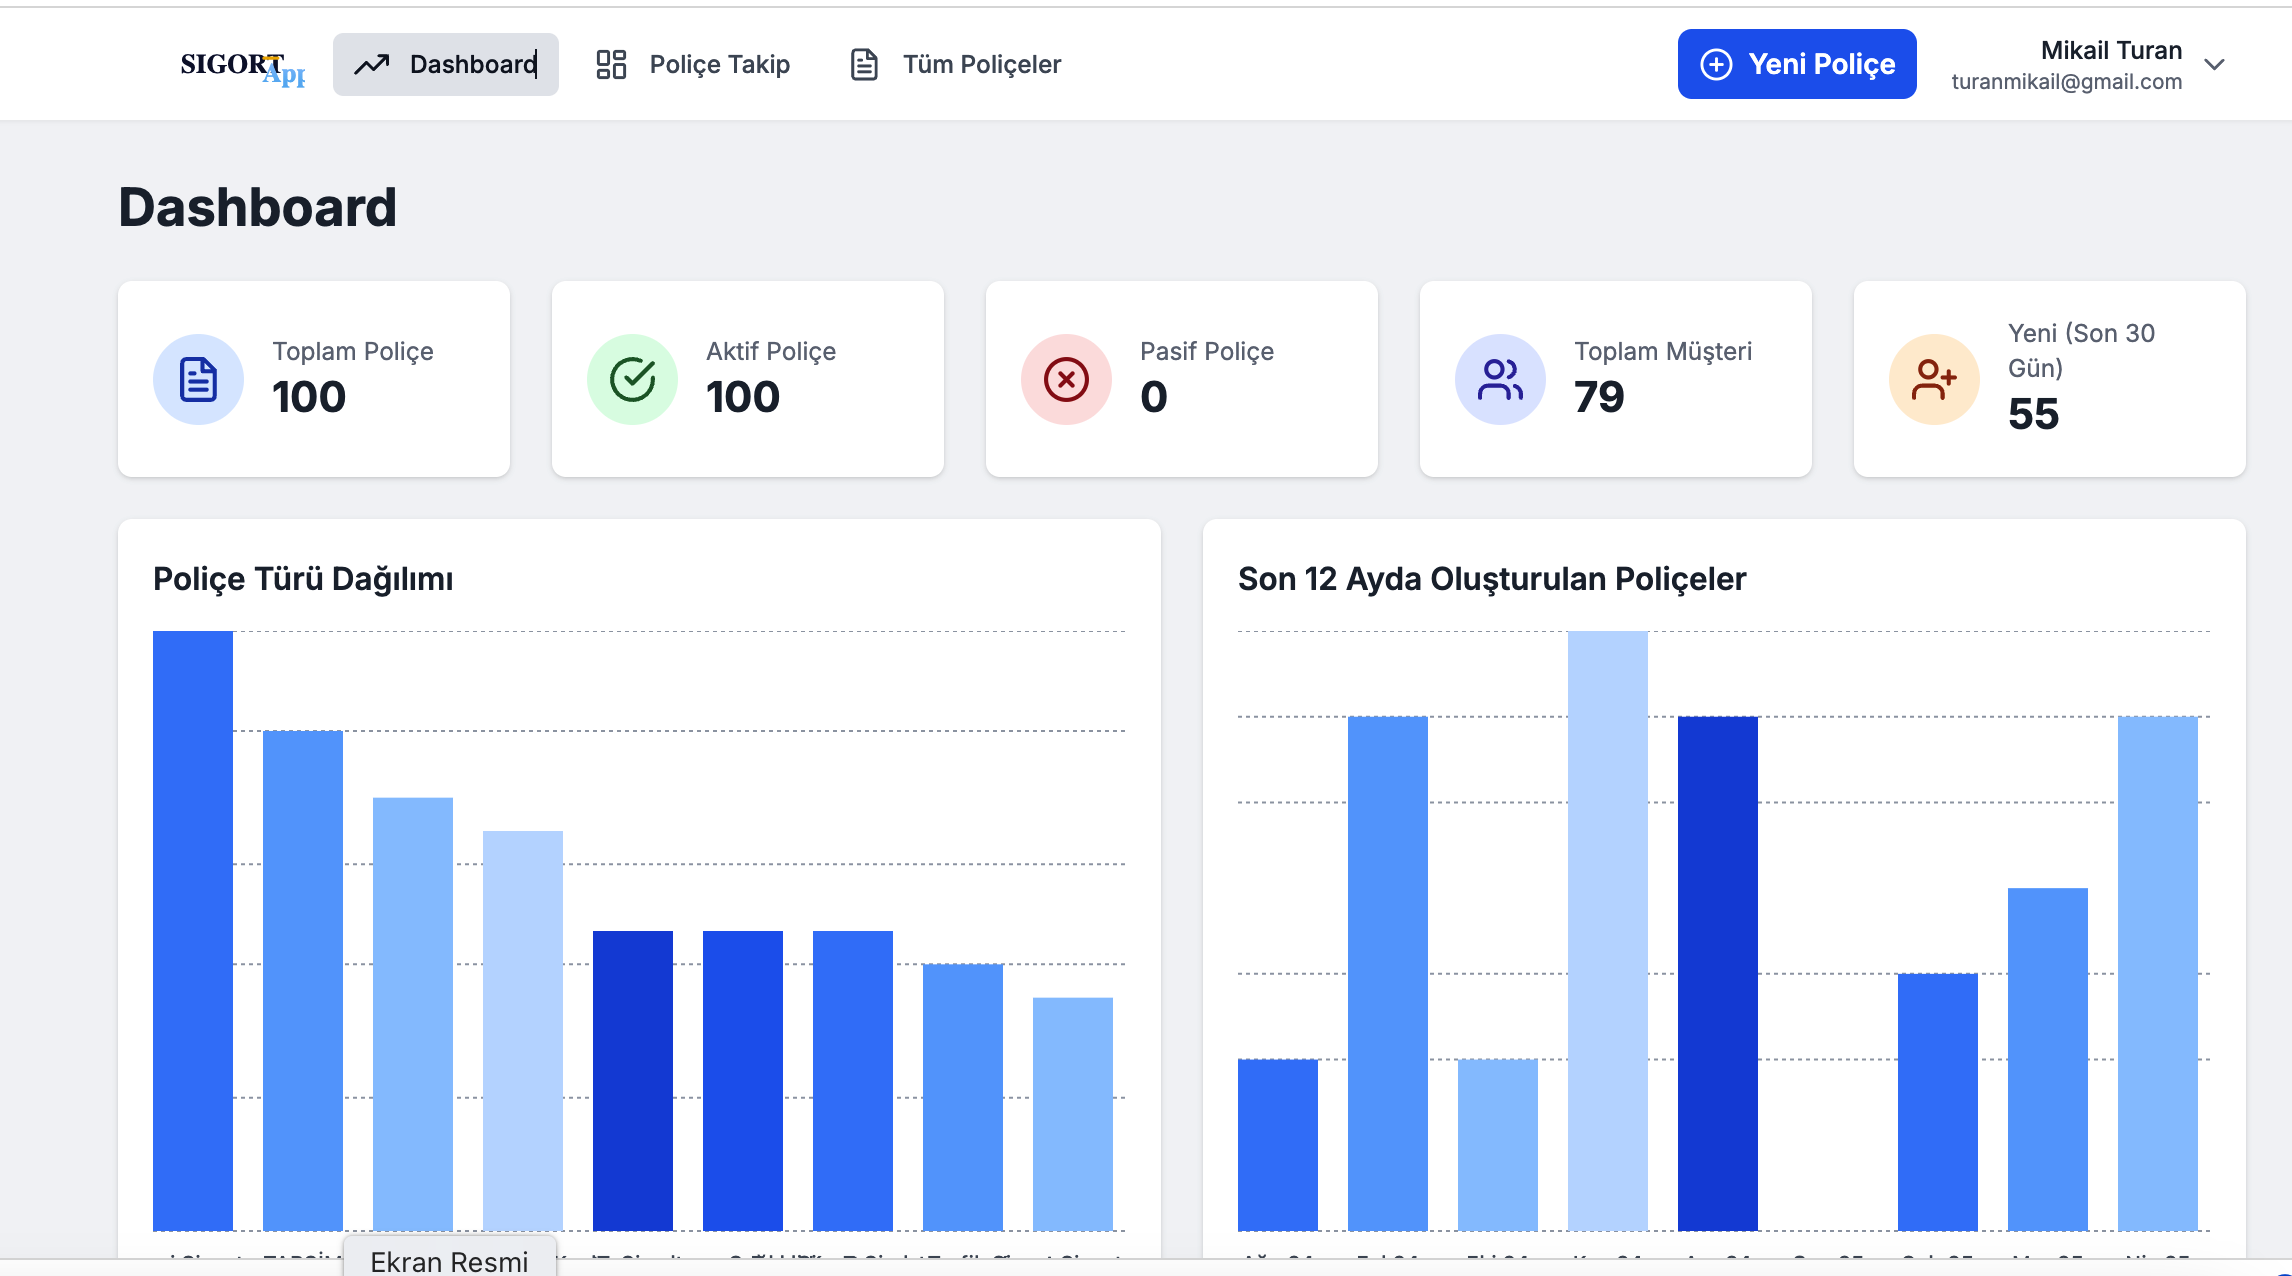 SIGORT
App
Dashboard
Poliçe Takip
Tüm Poliçeler
Yeni Poliçe
Mikail Turan
turanmikail@gmail.com
Dashboard
Toplam Poliçe
100
Aktif Poliçe
100
Pasif Poliçe
0
Toplam Müşteri
79
Yeni (Son 30
Gün)
55
Poliçe Türü Dağılımı
Son 12 Ayda Oluşturulan Poliçeler
Ekran Resmi